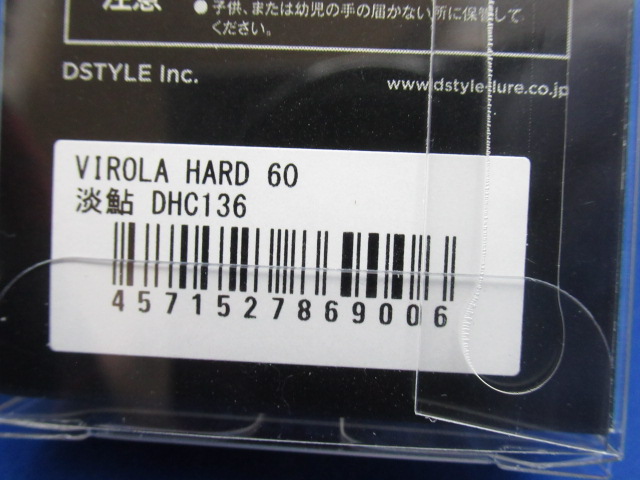 注意
●子供、または幼児の手の届かない所に保管して
ください。
DSTYLE Inc.
www.dstyle-lure.co.jp
VIROLA HARD 60
淡鮎 DHC136
4571527869006